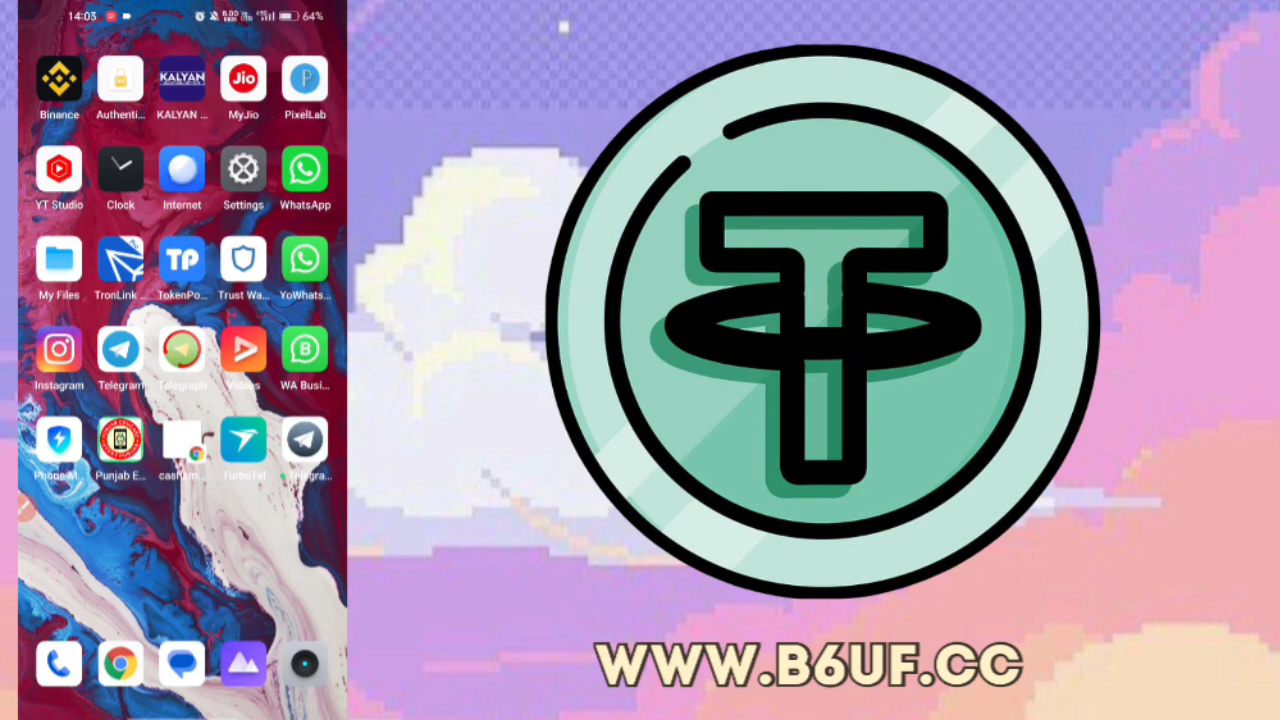 14:03
64%
Binance Authenti... KALYAN ... MyJio PixelLab
KALYAN
Jio
YT Studio Clock Internet Settings WhatsApp
TP
My Files TronLink ... TokenPo... Trust Wa... YoWhats...
Instagram Telegram Telegraph Videos WA Busi...
Phone M... Punjab E... cashsm... TurboTel Telegra...
WWW.B6UF.CC